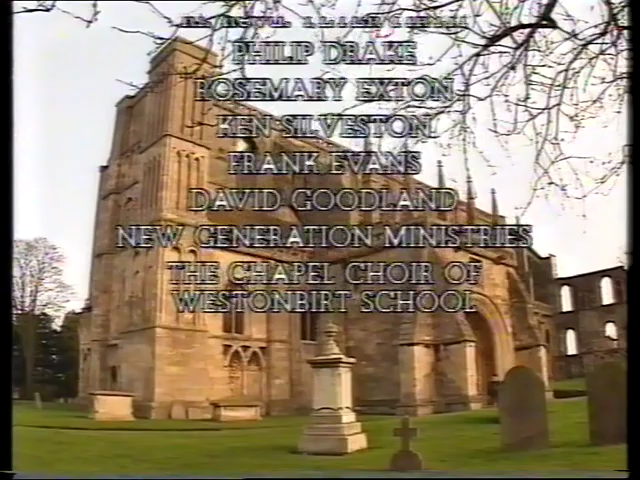 PHILIP DRAKE
ROSEMARY EXTON
KEN SILVESTON
FRANK EVANS
DAVID GOODLAND
NEW GENERATION MINISTRIES
THE CHAPEL CHOIR OF
WESTONBIRT SCHOOL